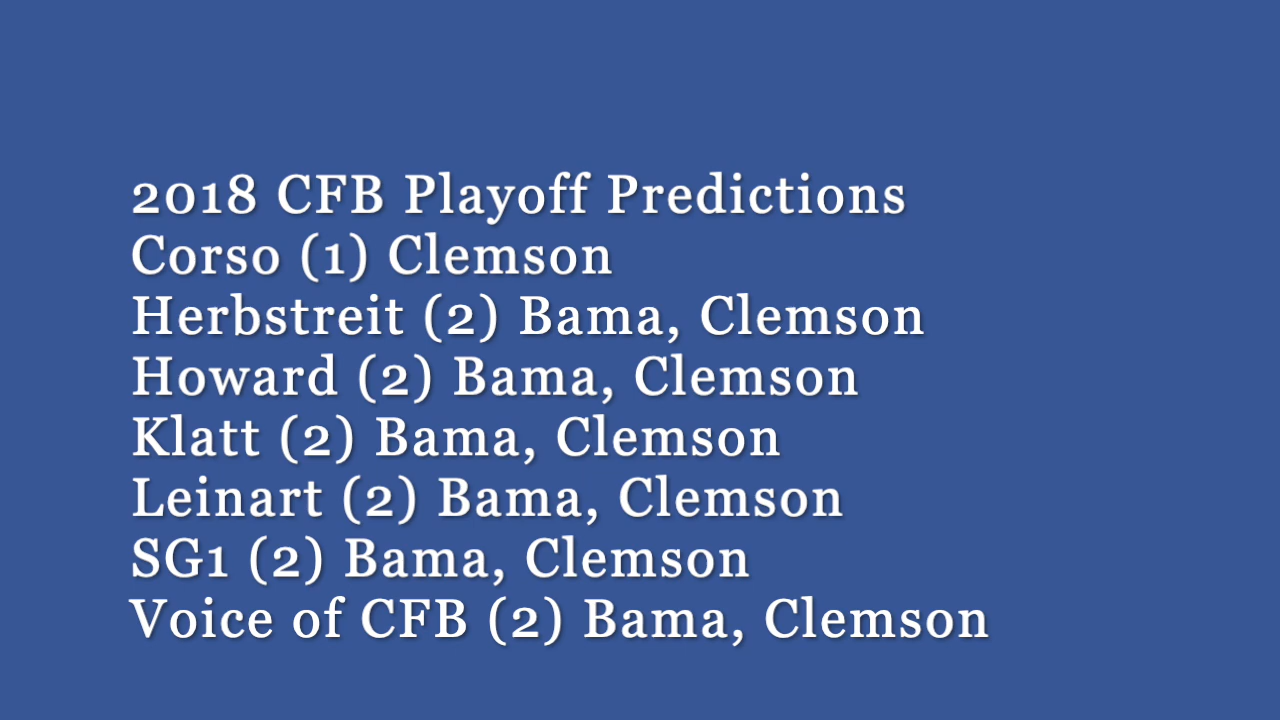 2018 CFB Playoff Predictions
Corso (1) Clemson
Herbstreit (2) Bama, Clemson
Howard (2) Bama, Clemson
Klatt (2) Bama, Clemson
Leinart (2) Bama, Clemson
SG1 (2) Bama, Clemson
Voice of CFB (2) Bama, Clemson